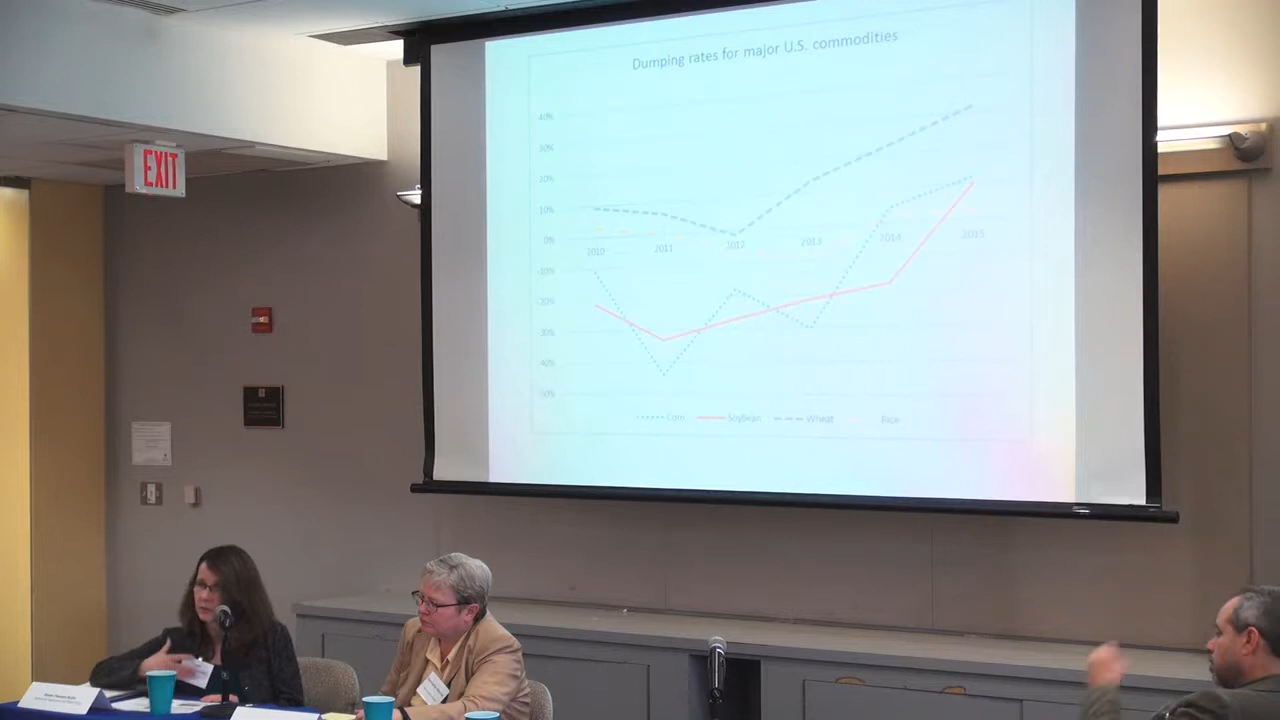 Dumping rates for major U.S. commodities
40%
30%
20%
10%
0%
-10%
-20%
-30%
-40%
-50%
2010 2011 2012 2013 2014 2015
Corn Soybean Wheat Rice
EXIT